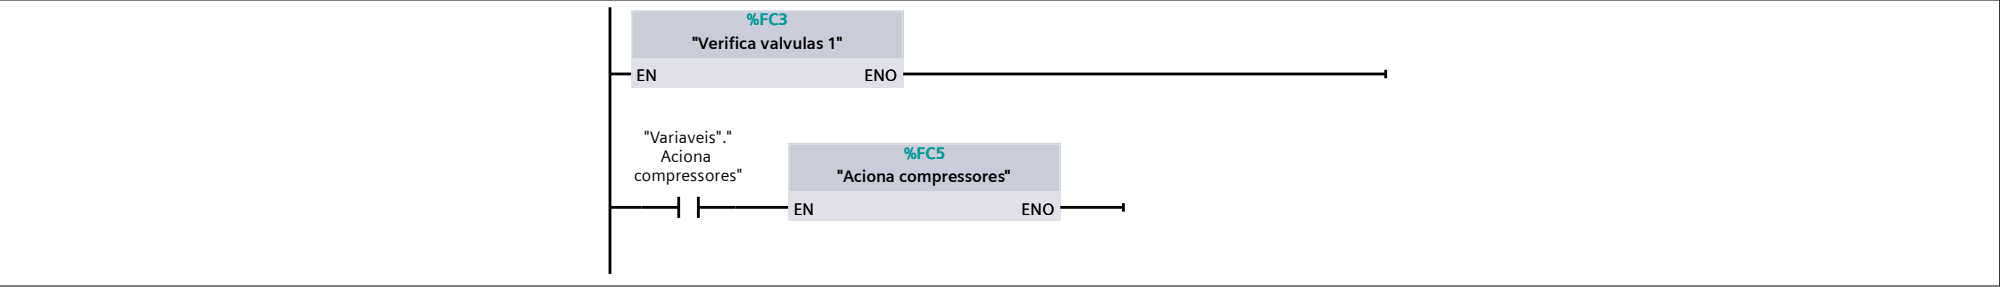 %FC3
"Verifica valvulas 1"
EN ENO
"Variaveis"."
Aciona
compressores"
%FC5
"Aciona compressores"
EN ENO